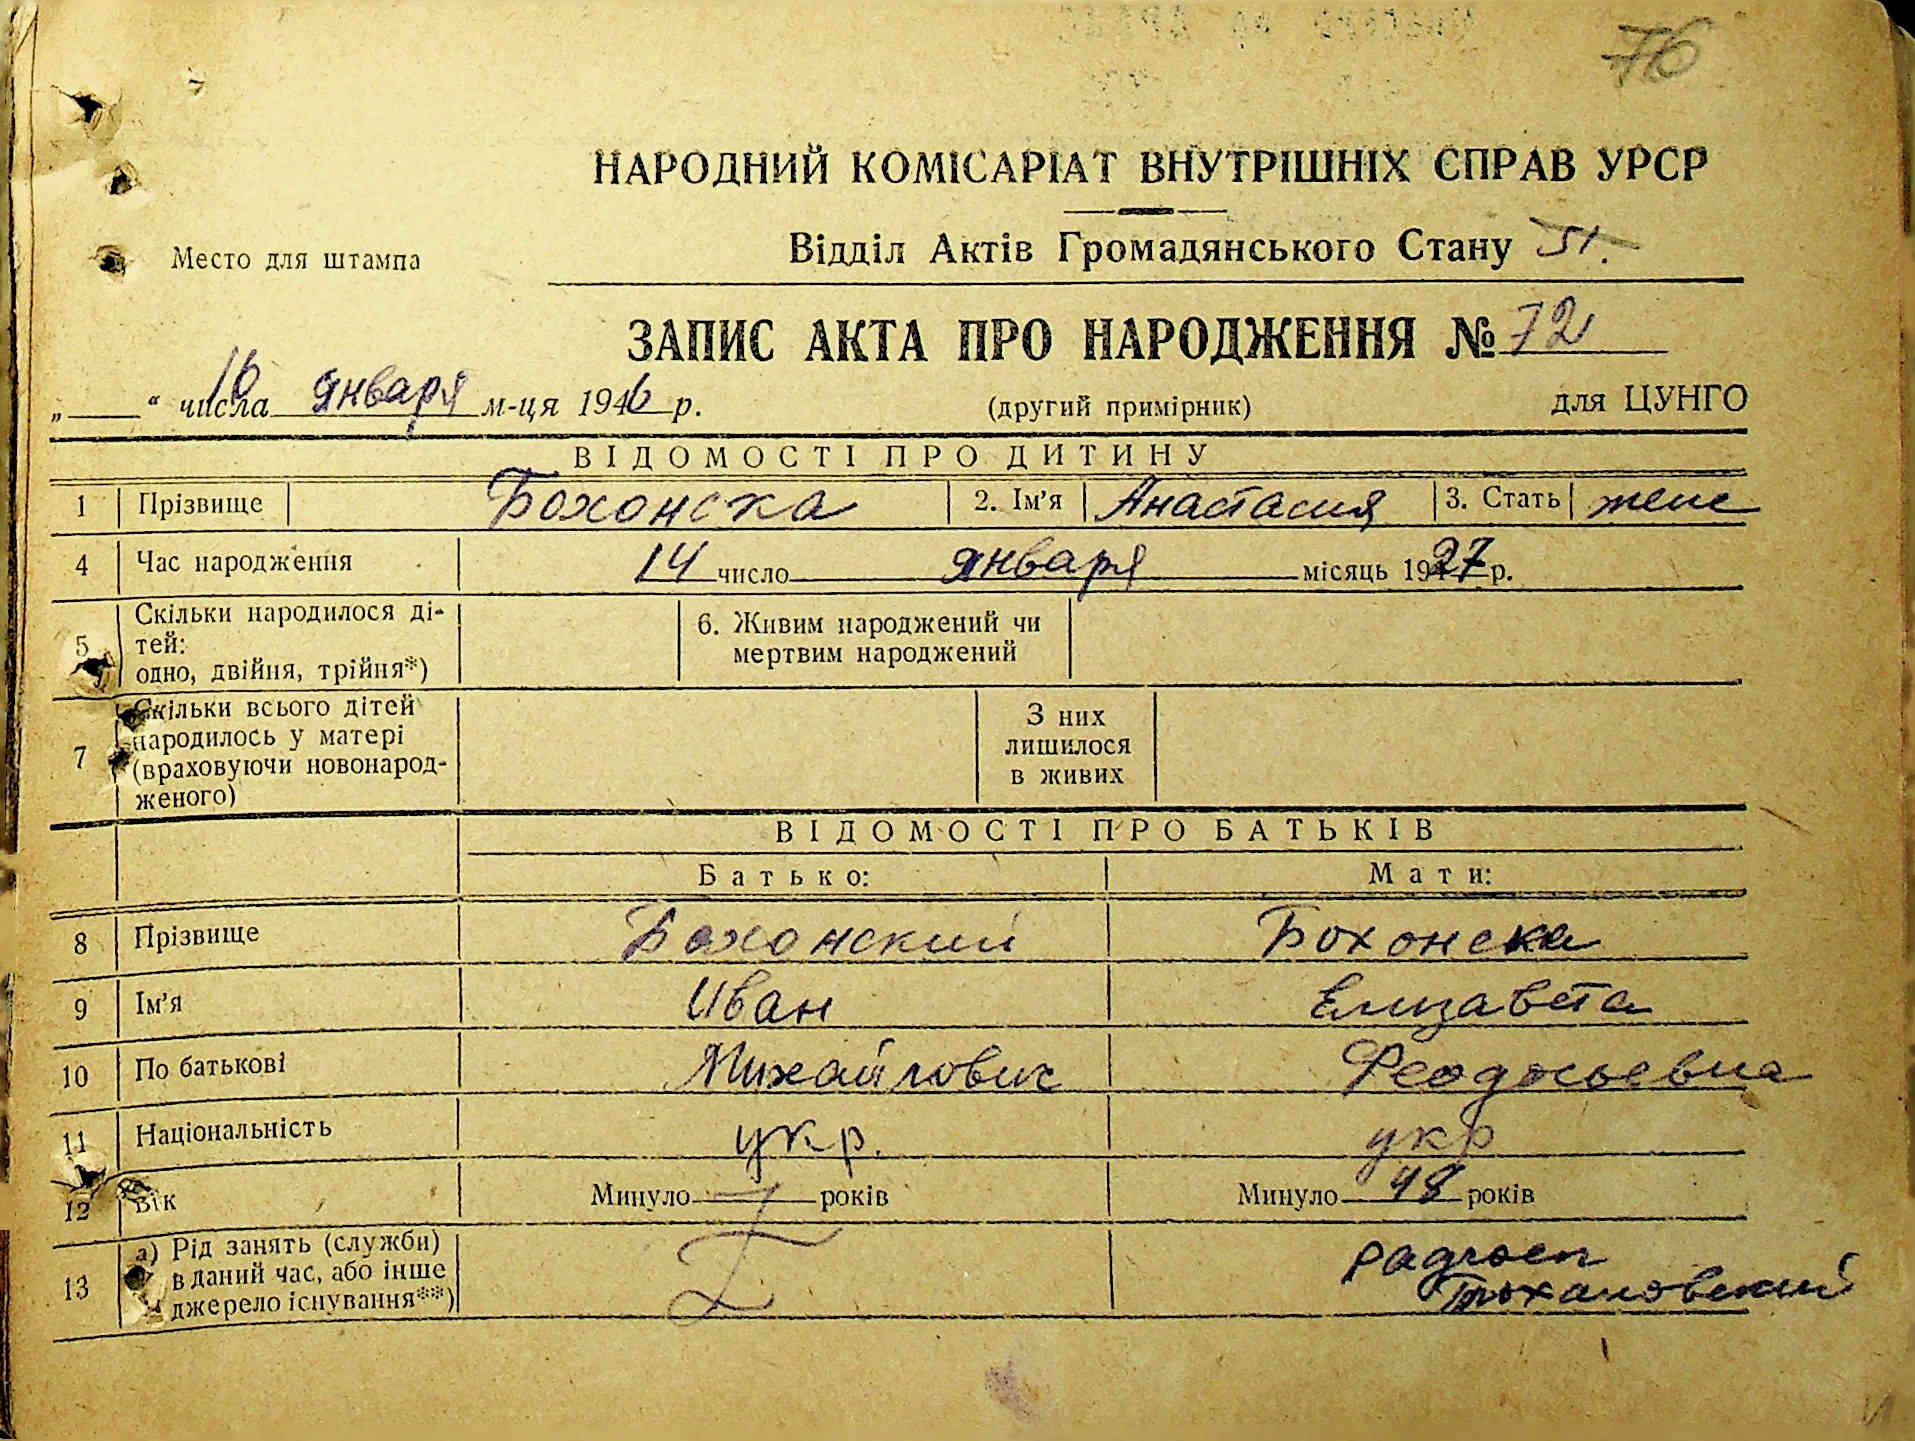 76
НАРОДНИЙ КОМІСАРІАТ ВНУТРІШНІХ СПРАВ УРСР
Место для штампа
Відділ Актів Громадянського Стану
ЗАПИС АКТА ПРО НАРОДЖЕННЯ № 72
„ “ 16 числа января м-ця 1946 р. (другий примірник) для ЦУНГО
ВІДОМОСТІ ПРО ДИТИНУ
1 Прізвище Бохонска 2. Ім’я Анастасия 3. Стать женс
4 Час народження 14 число января місяць 1927 р.
5 Скільки народилося ді-
тей:
одно, двійня, трійня*)
6. Живим народжений чи
мертвим народжений
7 Скільки всього дітей
народилось у матері
(враховуючи новонарод-
женого)
З них
лишилося
в живих
ВІДОМОСТІ ПРО БАТЬКІВ
Батько: Мати:
8 Прізвище Бохонский Бохонска
9 Ім’я Иван Елизавета
10 По батькові Михайлович Феодосьевна
11 Національність укр. укр
12 Вік Минуло — років Минуло 48 років
13 а) Рід занять (служби)
в даний час, або інше
джерело існування**)